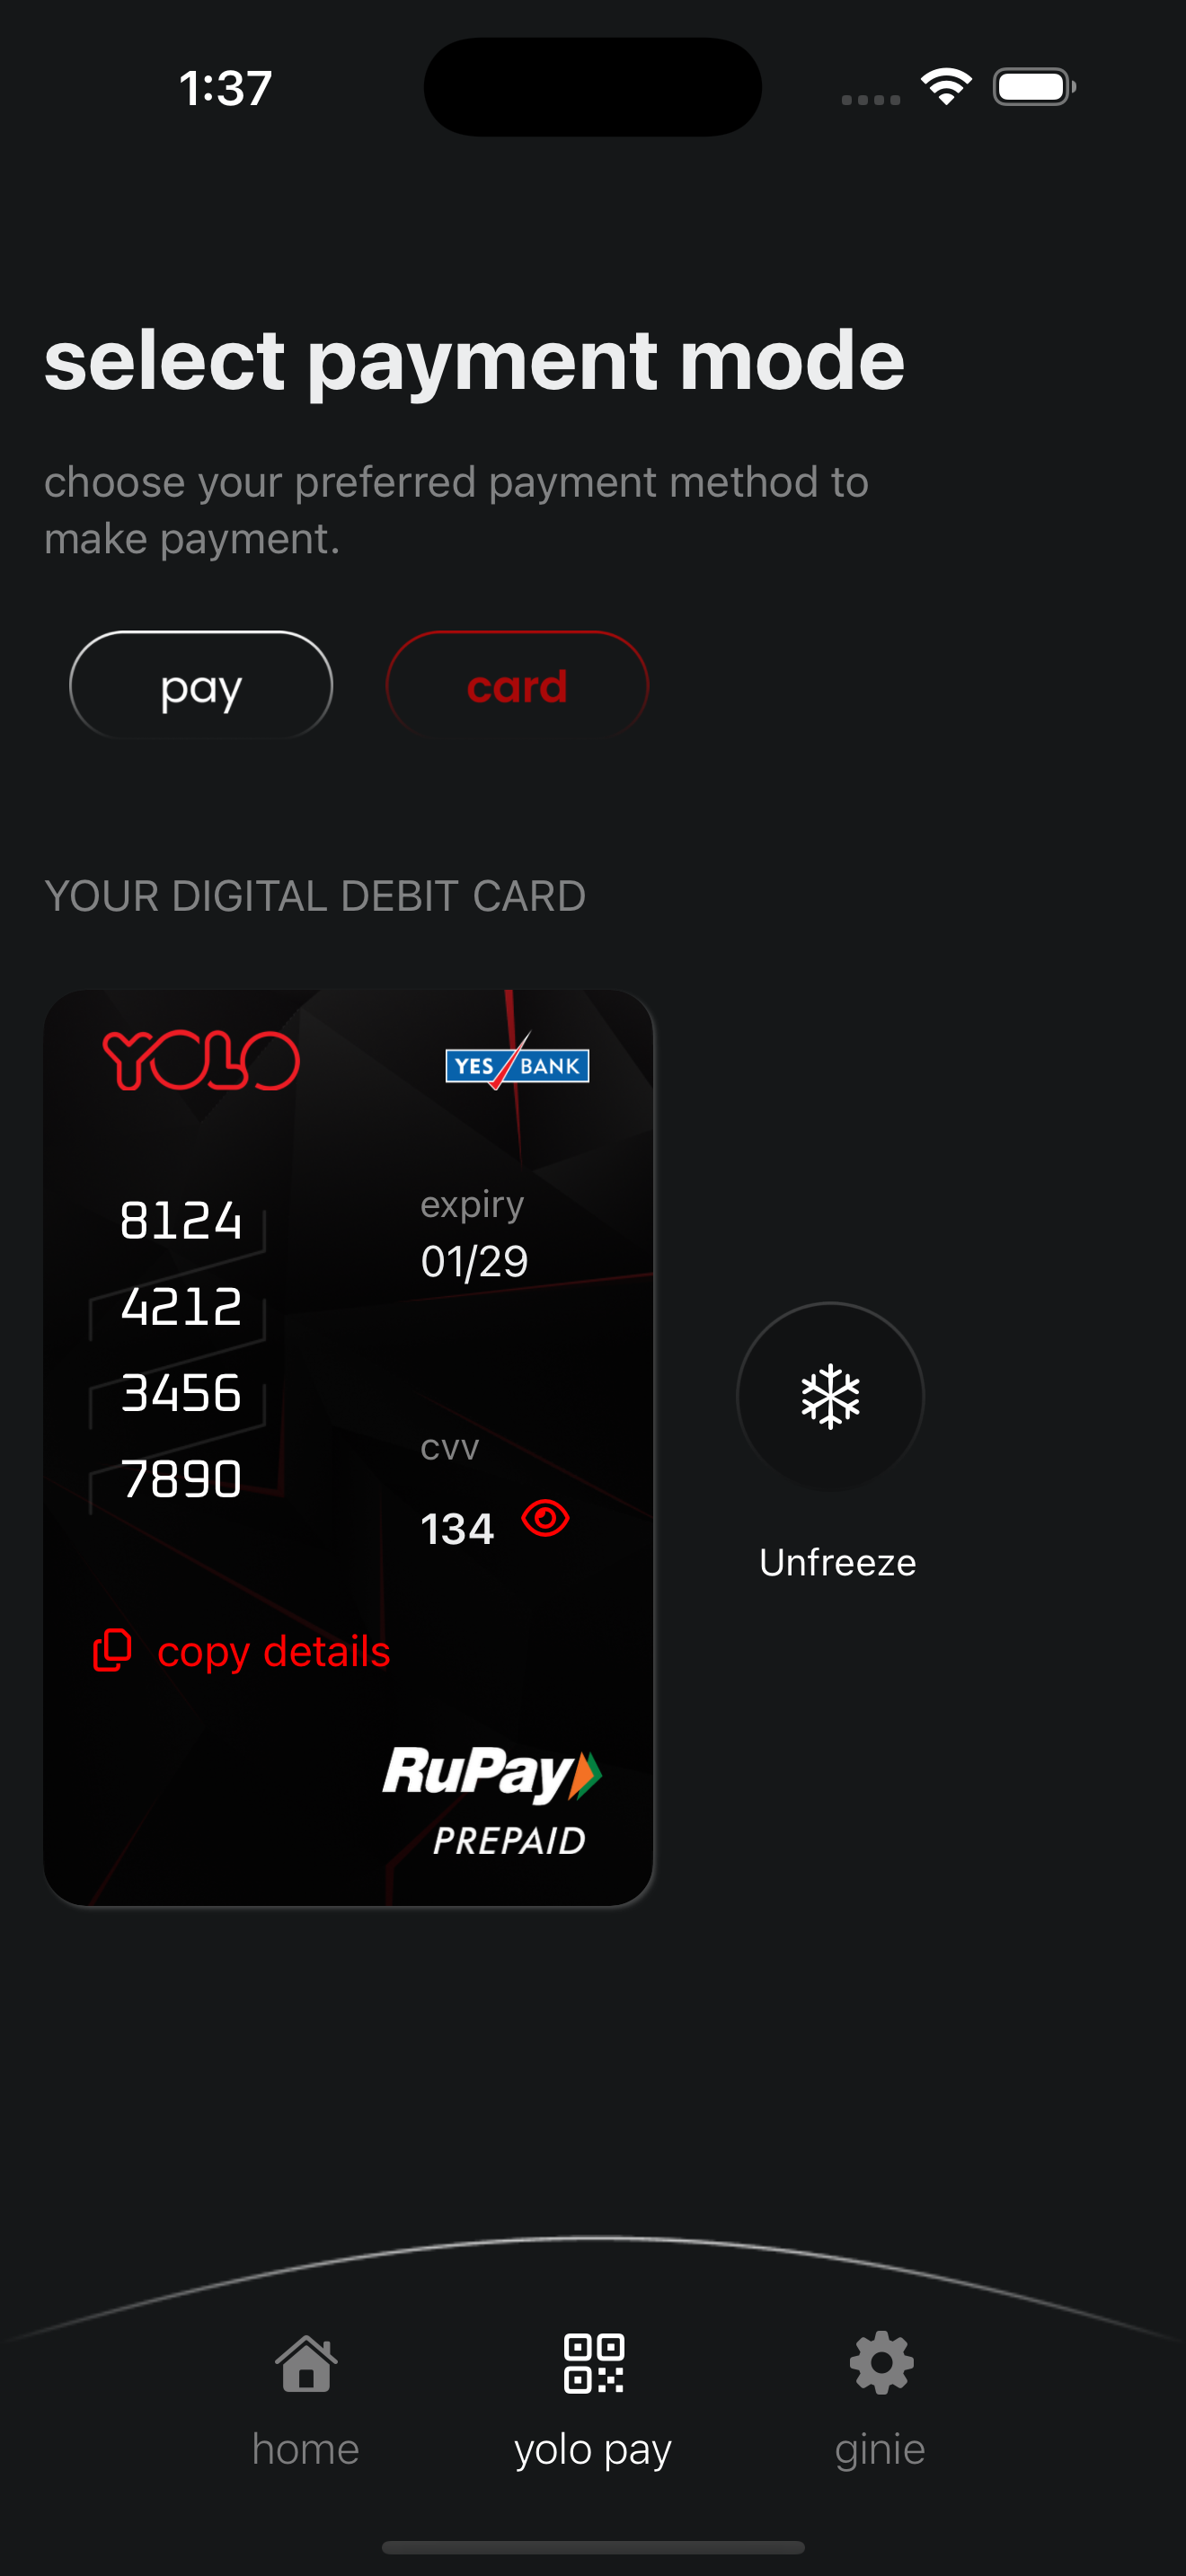 1:37
select payment mode
choose your preferred payment method to
make payment.
pay
card
YOUR DIGITAL DEBIT CARD
YOLO
YES BANK
8124
4212
3456
7890
expiry
01/29
cvv
134
copy details
RuPay
PREPAID
Unfreeze
home
yolo pay
ginie